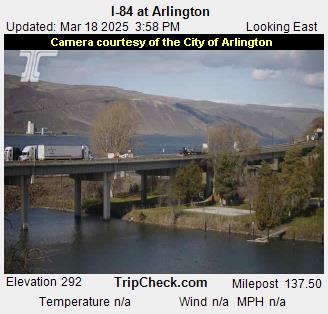 I-84 at Arlington
Updated: Mar 18 2025 3:58 PM Looking East
Camera courtesy of the City of Arlington
Elevation 292 TripCheck.com Milepost 137.50
Temperature n/a Wind n/a MPH n/a